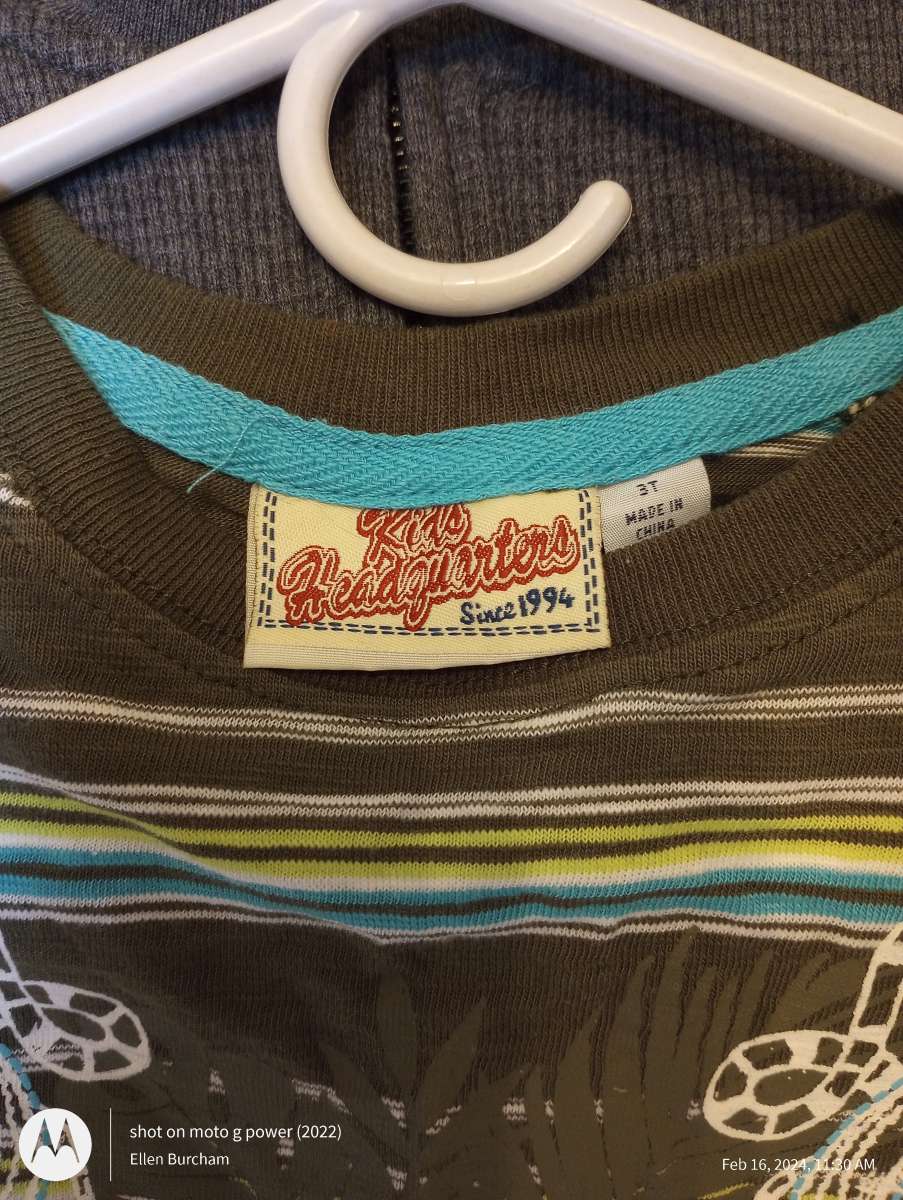 3T
MADE IN
CHINA
Kids
Headquarters
Since 1994
shot on moto g power (2022)
Ellen Burcham
Feb 16, 2024, 11:30 AM